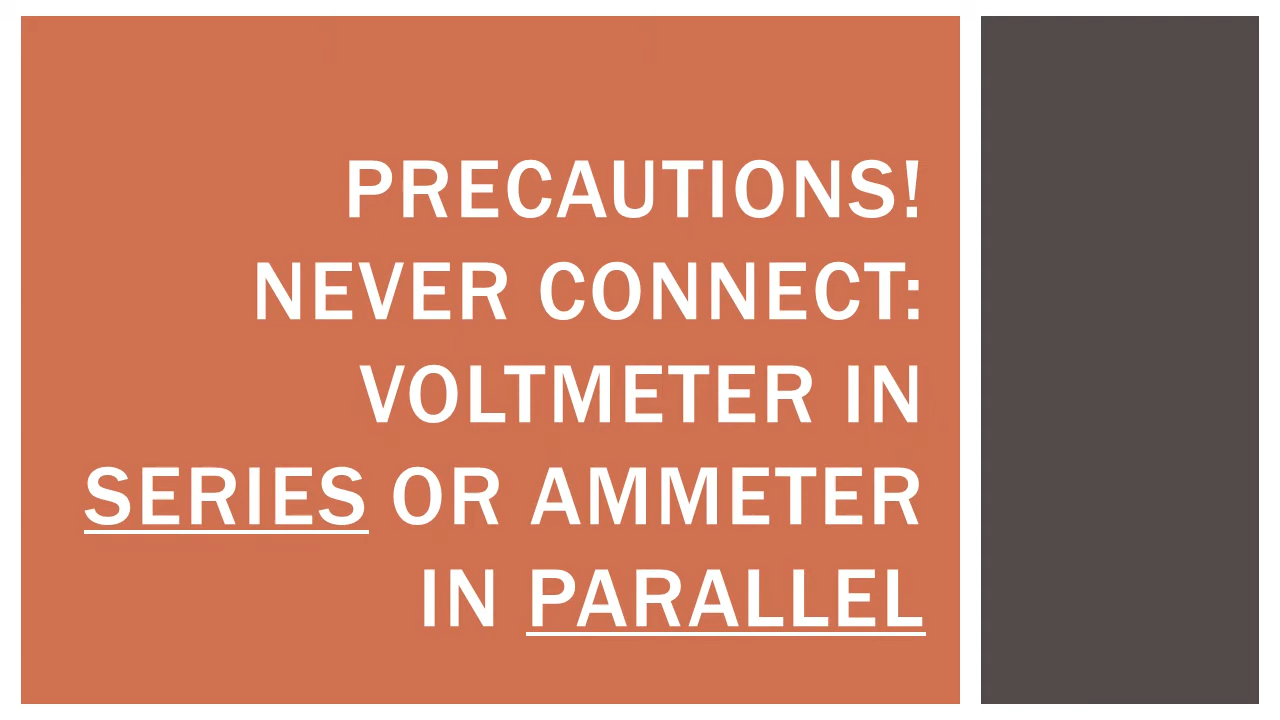 PRECAUTIONS!
NEVER CONNECT:
VOLTMETER IN
SERIES OR AMMETER
IN PARALLEL